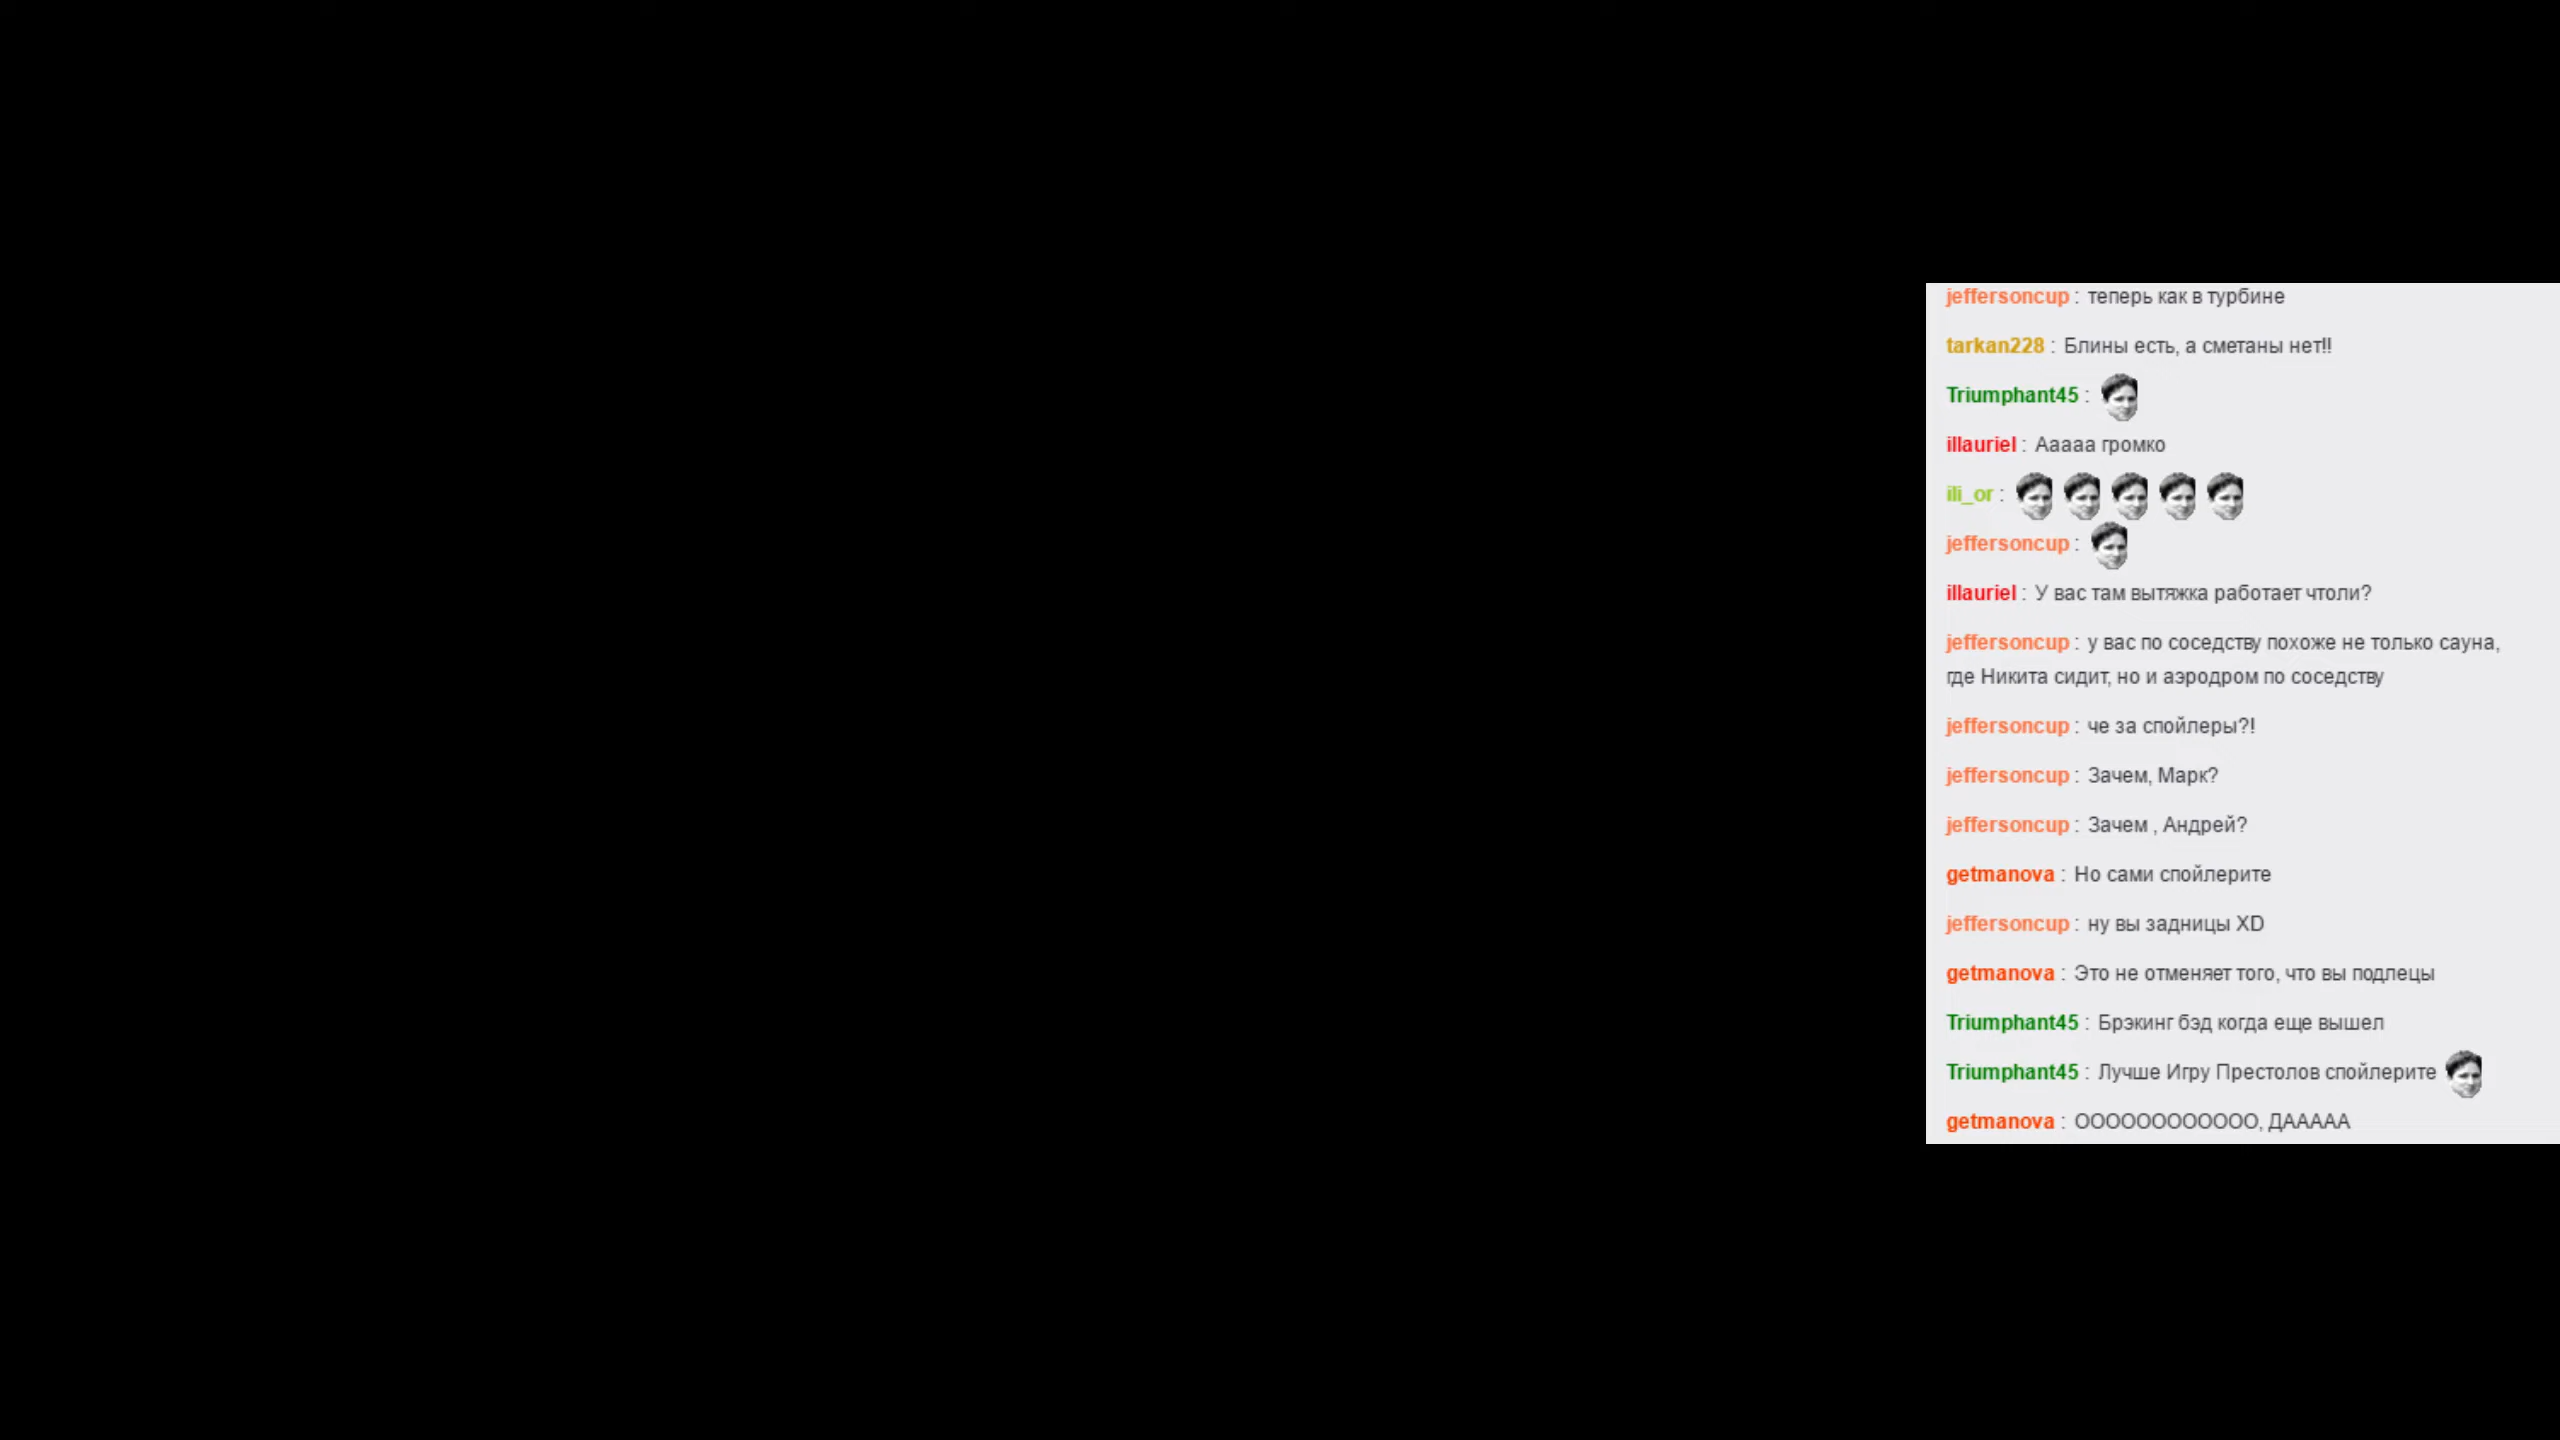 jeffersoncup : теперь как в турбине
tarkan228 : Блины есть, а сметаны нет!!
Triumphant45 :
illauriel : Ааааа громко
ili_or :
jeffersoncup :
illauriel : У вас там вытяжка работает чтоли?
jeffersoncup : у вас по соседству похоже не только сауна,
где Никита сидит, но и аэродром по соседству
jeffersoncup : че за спойлеры?!
jeffersoncup : Зачем, Марк?
jeffersoncup : Зачем , Андрей?
getmanova : Но сами спойлерите
jeffersoncup : ну вы задницы XD
getmanova : Это не отменяет того, что вы подлецы
Triumphant45 : Брэкинг бэд когда еще вышел
Triumphant45 : Лучше Игру Престолов спойлерите
getmanova : ОООООООООООО, ДААААА